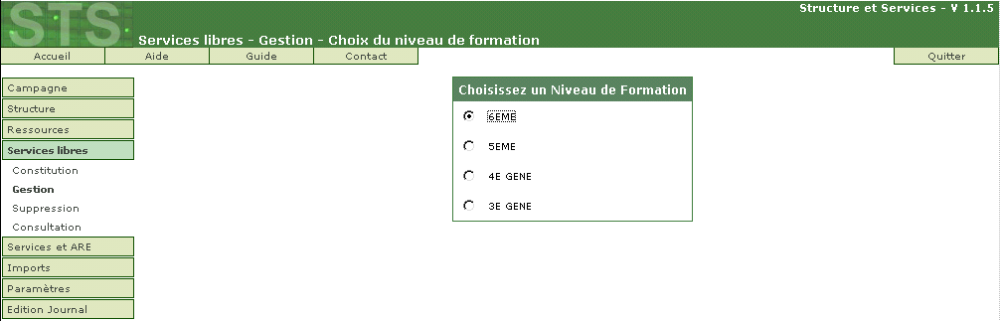 STS
Structure et Services - V 1.1.5
Services libres - Gestion - Choix du niveau de formation
Accueil Aide Guide Contact Quitter
Campagne
Structure
Ressources
Services libres
Constitution
Gestion
Suppression
Consultation
Services et ARE
Imports
Paramètres
Edition Journal
Choisissez un Niveau de Formation
6EME
5EME
4E GENE
3E GENE